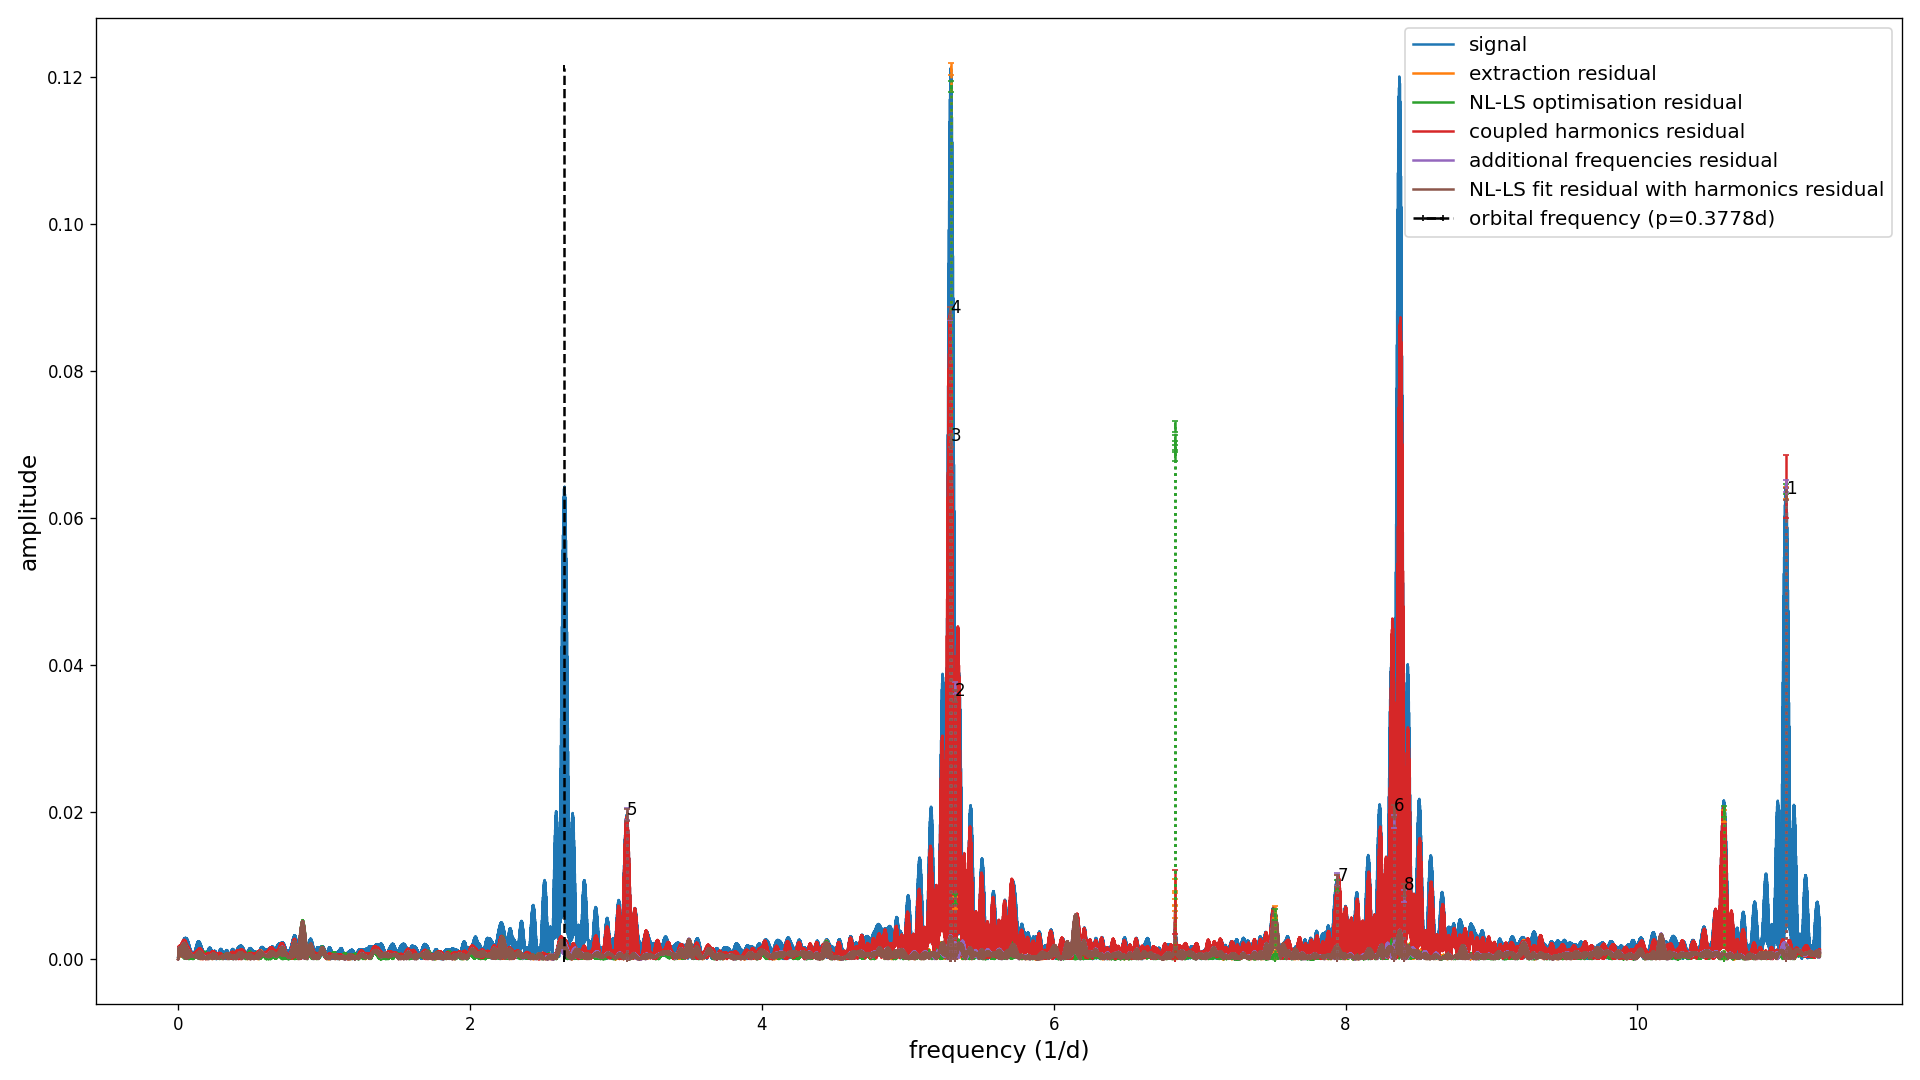 signal
extraction residual
NL-LS optimisation residual
coupled harmonics residual
additional frequencies residual
NL-LS fit residual with harmonics residual
orbital frequency (p=0.3778d)
amplitude
0.12
0.10
0.08
0.06
0.04
0.02
0.00
4
3
1
2
5
6
7
8
0
2
4
6
8
10
frequency (1/d)